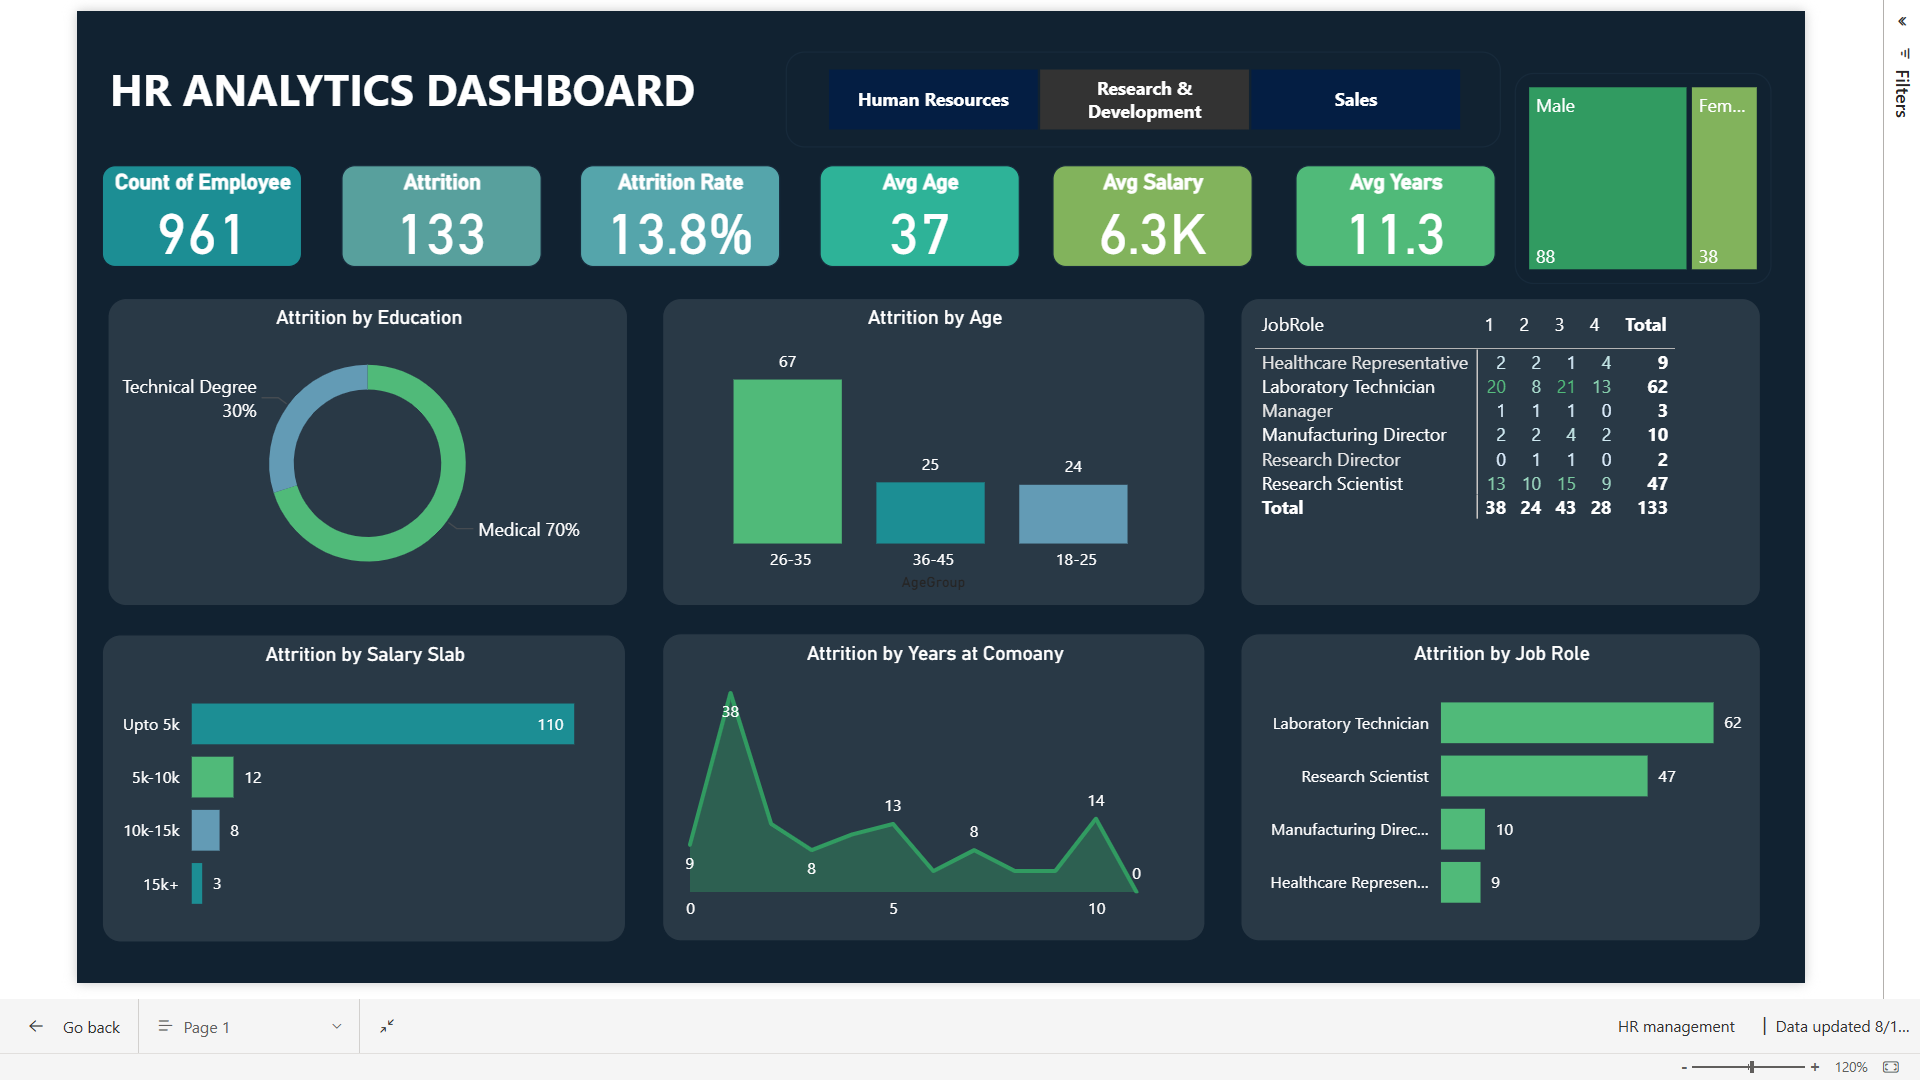 HR ANALYTICS DASHBOARD
Human Resources
Research &
Development
Sales
Male
Fem...
88
38
«
Filters
Count of Employee
961
Attrition
133
Attrition Rate
13.8%
Avg Age
37
Avg Salary
6.3K
Avg Years
11.3
Attrition by Education
Technical Degree
30%
Medical 70%
Attrition by Age
67
25
24
26-35
36-45
18-25
AgeGroup
JobRole 1 2 3 4 Total
Healthcare Representative 2 2 1 4 9
Laboratory Technician 20 8 21 13 62
Manager 1 1 1 0 3
Manufacturing Director 2 2 4 2 10
Research Director 0 1 1 0 2
Research Scientist 13 10 15 9 47
Total 38 24 43 28 133
Attrition by Salary Slab
Upto 5k 110
5k-10k 12
10k-15k 8
15k+ 3
Attrition by Years at Comoany
38
14
13
8
9
8
0
0
5
10
Attrition by Job Role
Laboratory Technician 62
Research Scientist 47
Manufacturing Direc... 10
Healthcare Represen... 9
Go back
Page 1
HR management | Data updated 8/1...
- + 120%